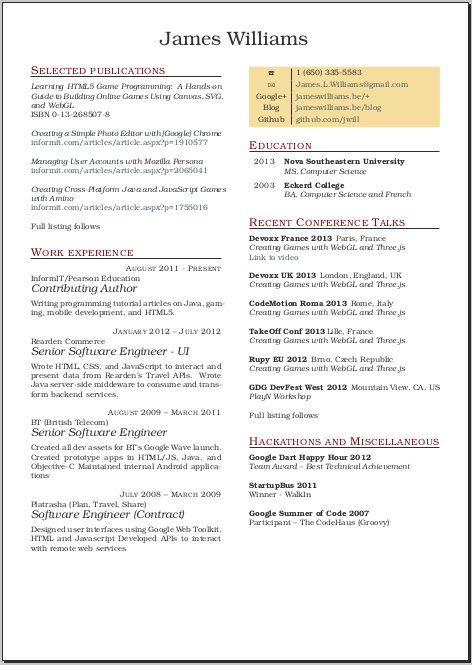 James Williams
Selected publications
Learning HTML5 Game Programming: A Hands-on
Guide to Building Online Games Using Canvas, SVG,
and WebGL
ISBN 0-13-268507-8
Creating a Simple Photo Editor with [Google] Chrome
informit.com/articles/article.aspx?p=1910577
Managing User Accounts with Mozilla Persona
informit.com/articles/article.aspx?p=2065041
Creating Cross-Platform Java and JavaScript Games
with Amino
informit.com/articles/article.aspx?p=1755016
Full listing follows
Work experience
August 2011 - Present
InformIT/Pearson Education
Contributing Author
Writing programming tutorial articles on Java, gam-
ing, mobile development, and HTML5.
January 2012 – July 2012
Rearden Commerce
Senior Software Engineer - UI
Wrote HTML, CSS, and JavaScript to interact and
present data from Rearden's Travel APIs. Wrote
Java server-side middleware to consume and trans-
form backend services.
August 2009 – March 2011
BT (British Telecom)
Senior Software Engineer
Created all dev assets for BT's Google Wave launch.
Created prototype apps in HTML/JS, Java, and
Objective-C Maintained internal Android applica-
tions
July 2008 – March 2009
Platrasha (Plan, Travel, Share)
Software Engineer (Contract)
Designed user interfaces using Google Web Toolkit,
HTML and Javascript Developed APIs to interact
with remote web services
☎ 1 (650) 335-5583
✉ James.L.Williams@gmail.com
Google+ jameswilliams.be/+
Blog jameswilliams.be/blog
Github github.com/jwill
Education
2013 Nova Southeastern University
MS, Computer Science
2003 Eckerd College
BA, Computer Science and French
Recent Conference Talks
Devoxx France 2013 Paris, France
Creating Games with WebGL and Three.js
Link to video
Devoxx UK 2013 London, England, UK
Creating Games with WebGL and Three.js
CodeMotion Roma 2013 Rome, Italy
Creating Games with WebGL and Three.js
TakeOff Conf 2013 Lille, France
Creating Games with WebGL and Three.js
Rupy EU 2012 Brno, Czech Republic
Creating Games with WebGL and Three.js
GDG DevFest West 2012 Mountain View, CA, US
PlayN Workshop
Full listing follows
Hackathons and Miscellaneous
Google Dart Happy Hour 2012
Team Award – Best Technical Achievement
StartupBus 2011
Winner - WalkIn
Google Summer of Code 2007
Participant – The CodeHaus (Groovy)